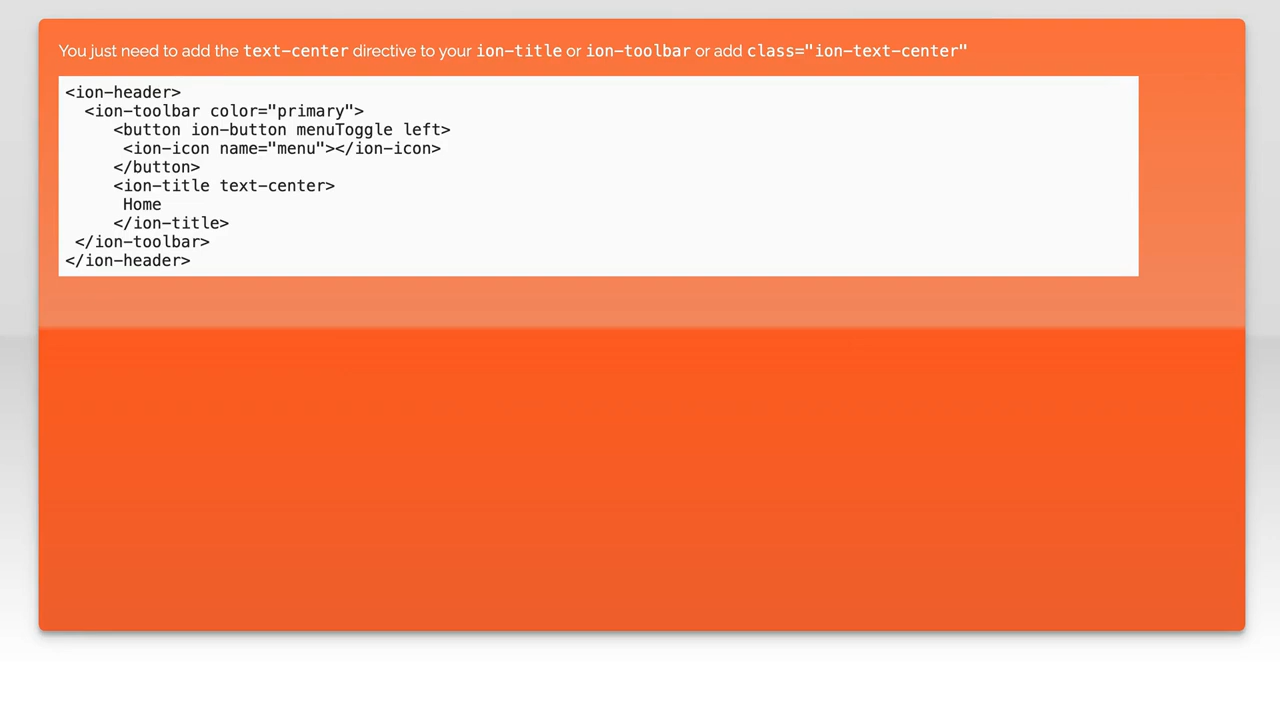 You just need to add the text-center directive to your ion-title or ion-toolbar or add class="ion-text-center"
<ion-header>
  <ion-toolbar color="primary">
     <button ion-button menuToggle left>
      <ion-icon name="menu"></ion-icon>
     </button>
     <ion-title text-center>
      Home
     </ion-title>
 </ion-toolbar>
</ion-header>